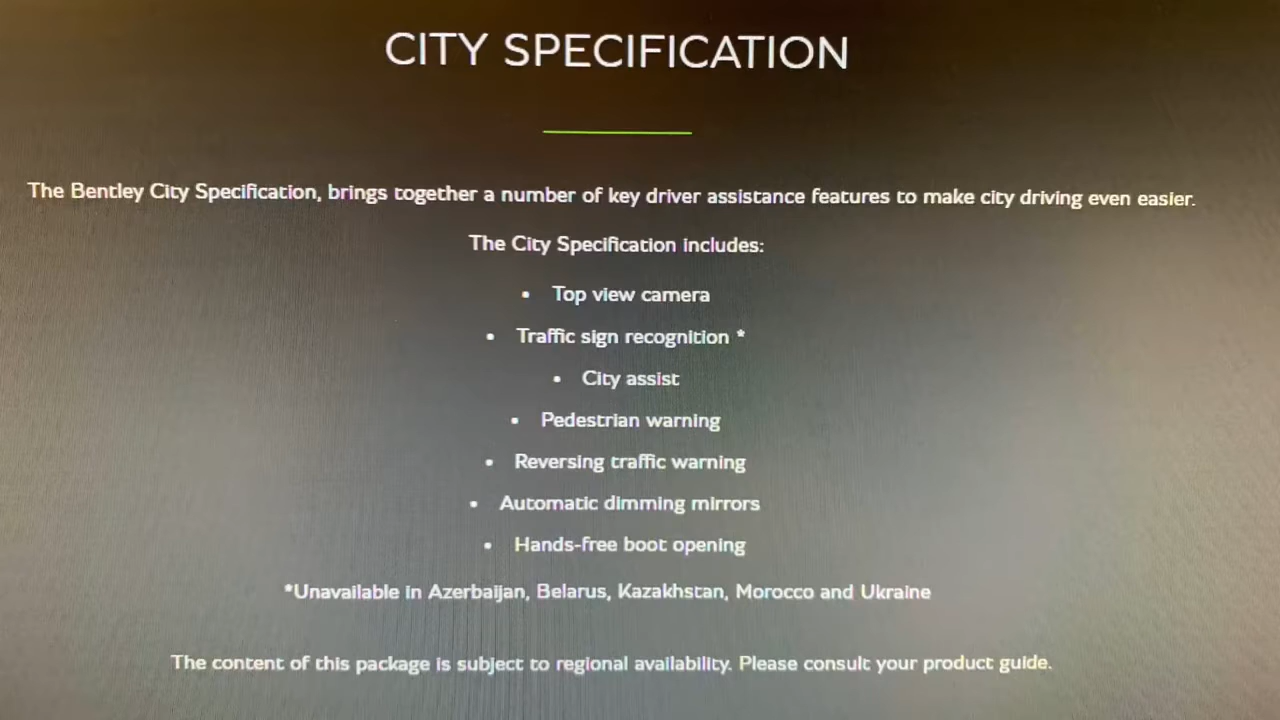 CITY SPECIFICATION
The Bentley City Specification, brings together a number of key driver assistance features to make city driving even easier.
The City Specification includes:
• Top view camera
• Traffic sign recognition *
• City assist
• Pedestrian warning
• Reversing traffic warning
• Automatic dimming mirrors
• Hands-free boot opening
*Unavailable in Azerbaijan, Belarus, Kazakhstan, Morocco and Ukraine
The content of this package is subject to regional availability. Please consult your product guide.